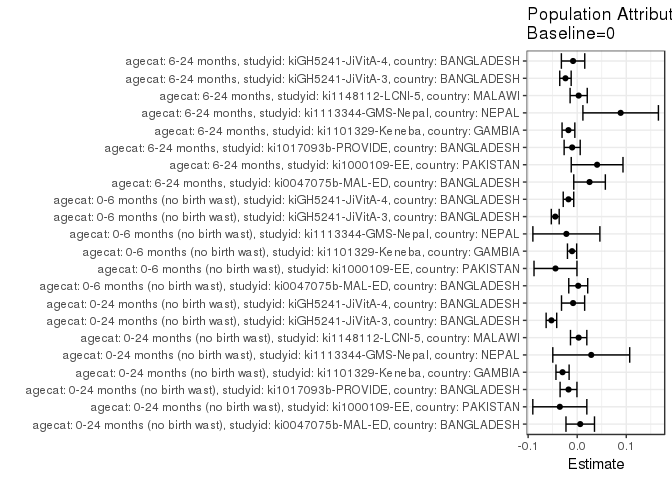 Population Attribut
Baseline=0
agecat: 6-24 months, studyid: kiGH5241-JiVitA-4, country: BANGLADESH
agecat: 6-24 months, studyid: kiGH5241-JiVitA-3, country: BANGLADESH
agecat: 6-24 months, studyid: ki1148112-LCNI-5, country: MALAWI
agecat: 6-24 months, studyid: ki1113344-GMS-Nepal, country: NEPAL
agecat: 6-24 months, studyid: ki1101329-Keneba, country: GAMBIA
agecat: 6-24 months, studyid: ki1017093b-PROVIDE, country: BANGLADESH
agecat: 6-24 months, studyid: ki1000109-EE, country: PAKISTAN
agecat: 6-24 months, studyid: ki0047075b-MAL-ED, country: BANGLADESH
agecat: 0-6 months (no birth wast), studyid: kiGH5241-JiVitA-4, country: BANGLADESH
agecat: 0-6 months (no birth wast), studyid: kiGH5241-JiVitA-3, country: BANGLADESH
agecat: 0-6 months (no birth wast), studyid: ki1113344-GMS-Nepal, country: NEPAL
agecat: 0-6 months (no birth wast), studyid: ki1101329-Keneba, country: GAMBIA
agecat: 0-6 months (no birth wast), studyid: ki1000109-EE, country: PAKISTAN
agecat: 0-6 months (no birth wast), studyid: ki0047075b-MAL-ED, country: BANGLADESH
agecat: 0-24 months (no birth wast), studyid: kiGH5241-JiVitA-4, country: BANGLADESH
agecat: 0-24 months (no birth wast), studyid: kiGH5241-JiVitA-3, country: BANGLADESH
agecat: 0-24 months (no birth wast), studyid: ki1148112-LCNI-5, country: MALAWI
agecat: 0-24 months (no birth wast), studyid: ki1113344-GMS-Nepal, country: NEPAL
agecat: 0-24 months (no birth wast), studyid: ki1101329-Keneba, country: GAMBIA
agecat: 0-24 months (no birth wast), studyid: ki1017093b-PROVIDE, country: BANGLADESH
agecat: 0-24 months (no birth wast), studyid: ki1000109-EE, country: PAKISTAN
agecat: 0-24 months (no birth wast), studyid: ki0047075b-MAL-ED, country: BANGLADESH
-0.1 0.0 0.1
Estimate